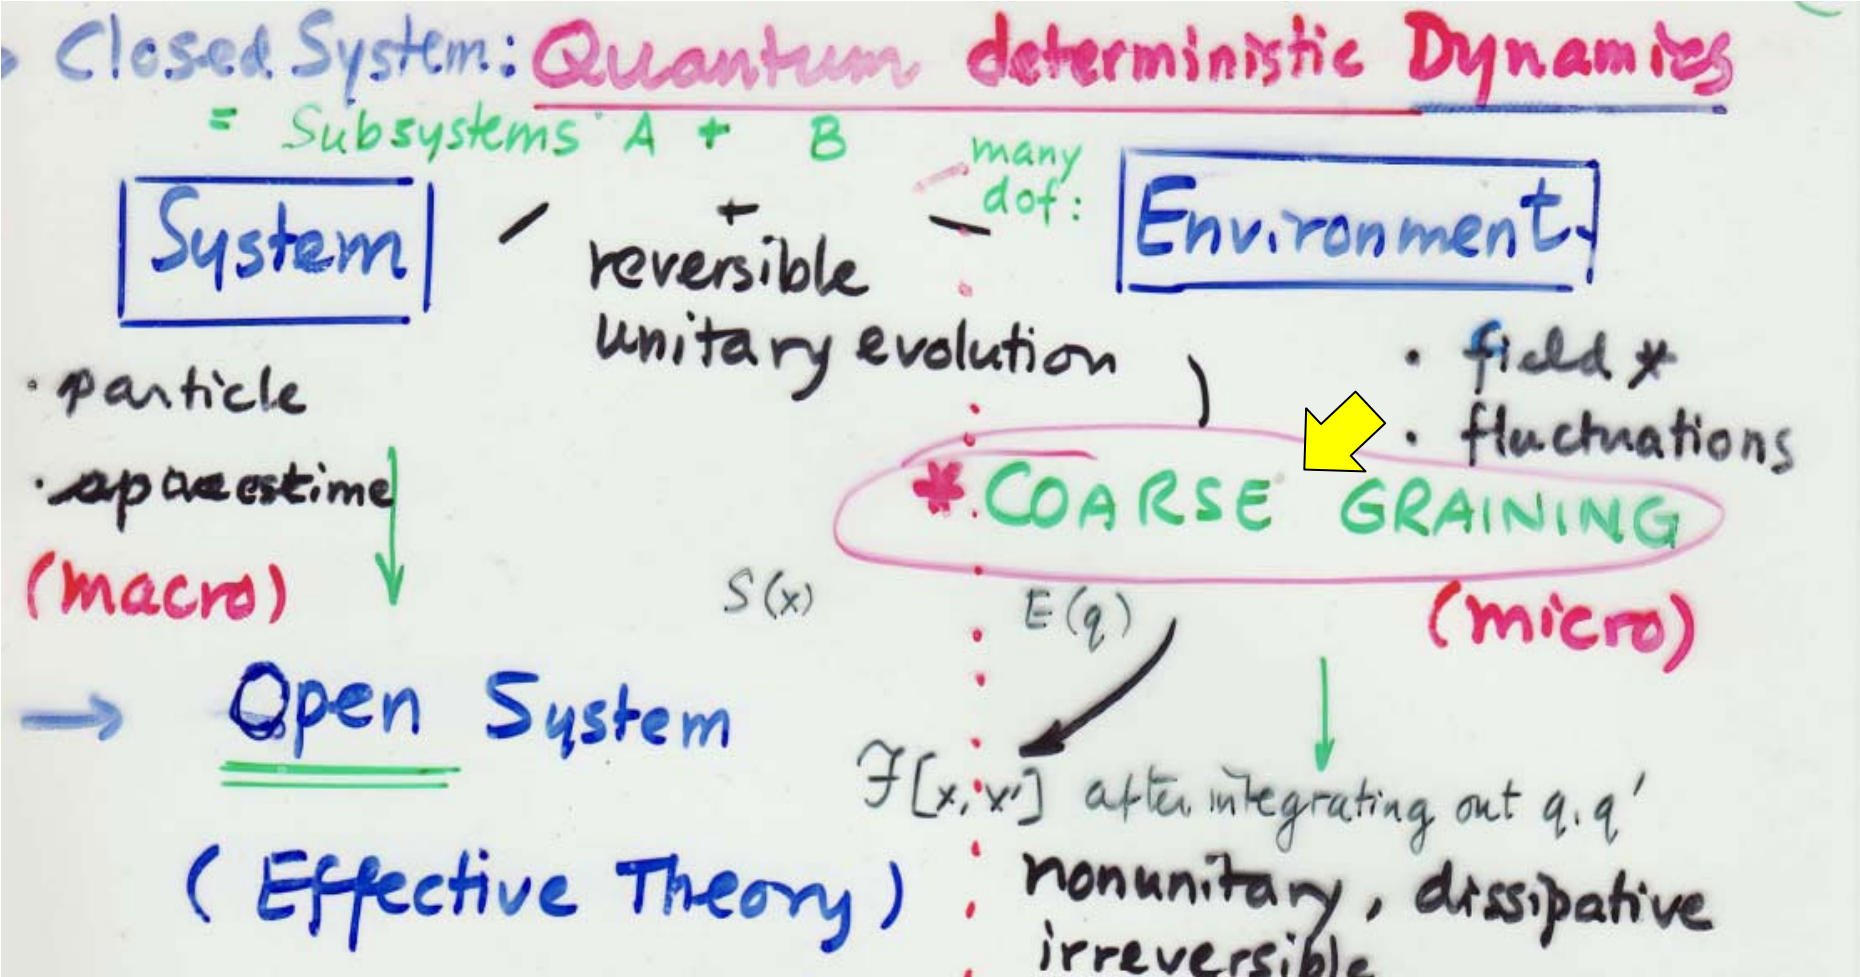 Closed System: Quantum deterministic Dynamics
= Subsystems A + B
many
dof:
System
+
reversible
unitary evolution
Environment
· particle
· spacestime
(macro)
· field *
· fluctuations
* COARSE GRAINING
S(x) E(q)
(micro)
→ Open System
F[x, x'] after integrating out q, q'
(Effective Theory)
nonunitary, dissipative
irreversible